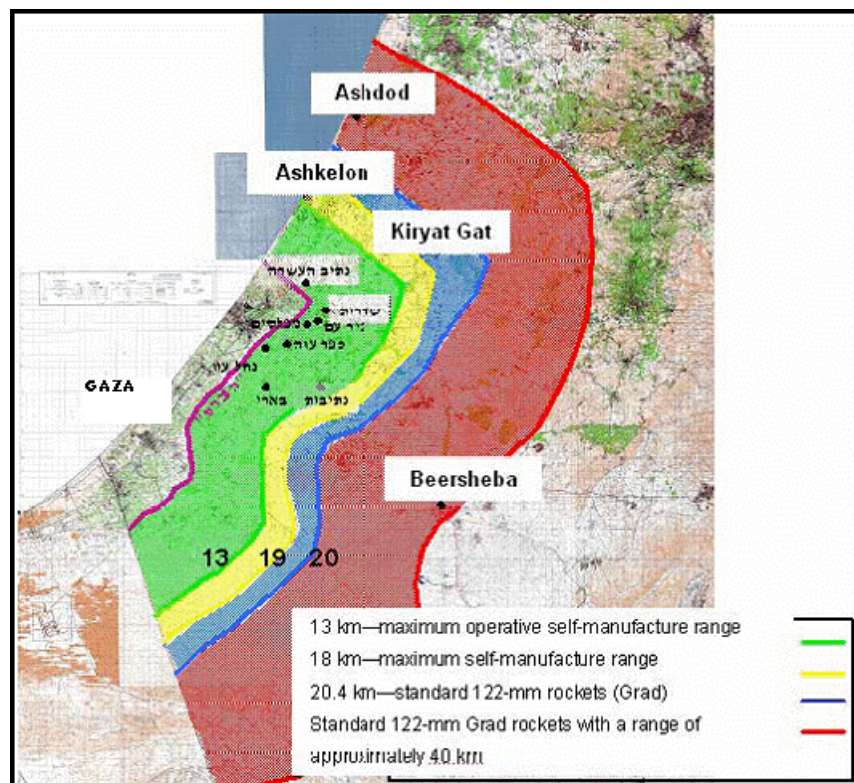 Ashdod
Ashkelon
Kiryat Gat
נתיב העשרה
שדרות
מפלסים
ניר עם
כפר עזה
נחל עוז
GAZA
בארי
נתיבות
Beersheba
13 19 20
13 km—maximum operative self-manufacture range
18 km—maximum self-manufacture range
20.4 km—standard 122-mm rockets (Grad)
Standard 122-mm Grad rockets with a range of
approximately 40 km